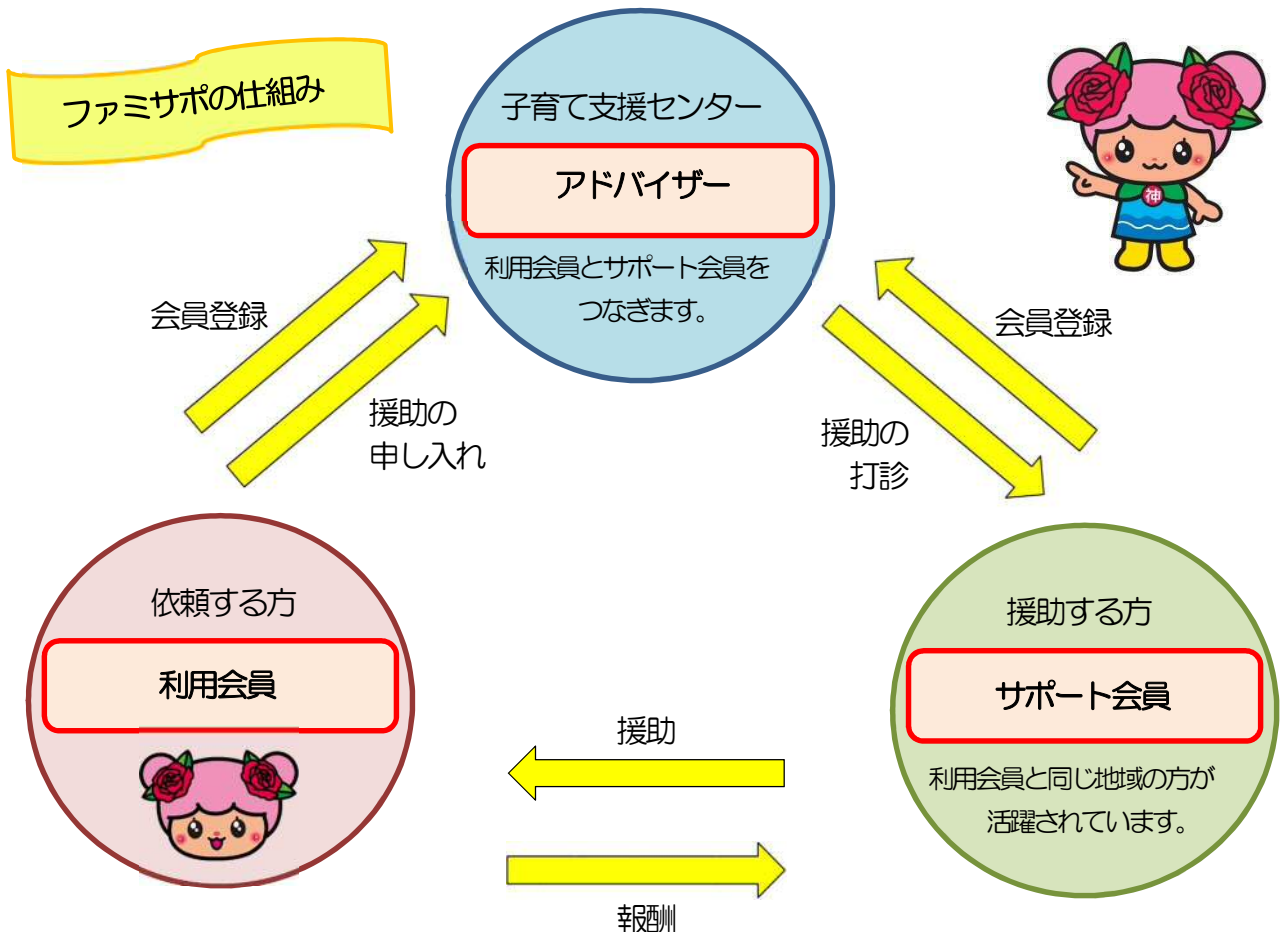 ファミサポの仕組み
子育て支援センター
アドバイザー
利用会員とサポート会員を
つなぎます。
神
会員登録
援助の
申し入れ
会員登録
援助の
打診
依頼する方
利用会員
援助する方
サポート会員
利用会員と同じ地域の方が
活躍されています。
援助
報酬